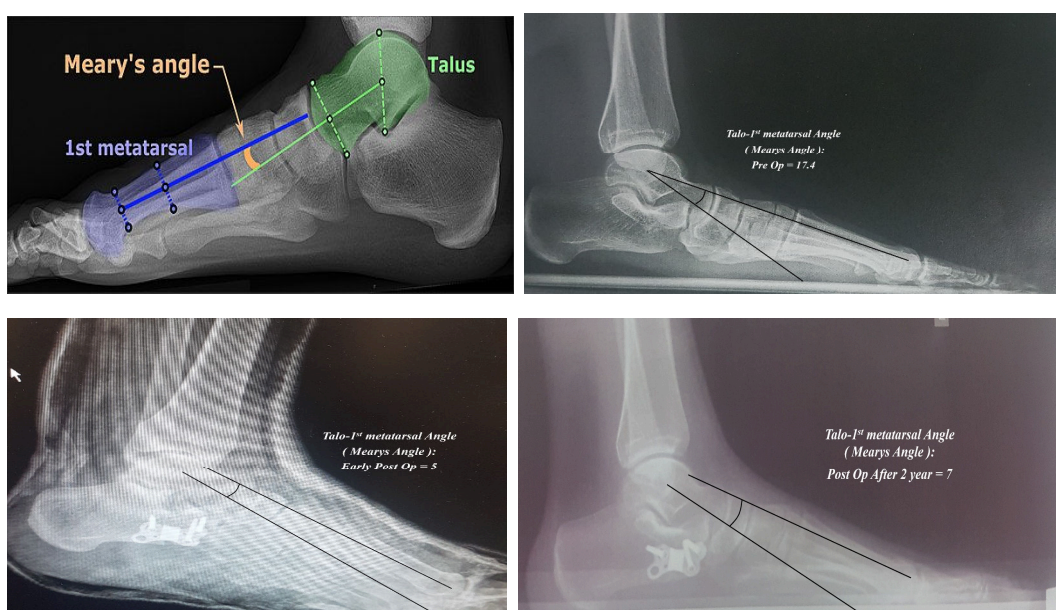 Meary's angle
Talus
1st metatarsal
Talo-1st metatarsal Angle
( Mearys Angle ):
Pre Op = 17.4
Talo-1st metatarsal Angle
( Mearys Angle ):
Early Post Op = 5
Talo-1st metatarsal Angle
( Mearys Angle ):
Post Op After 2 year = 7